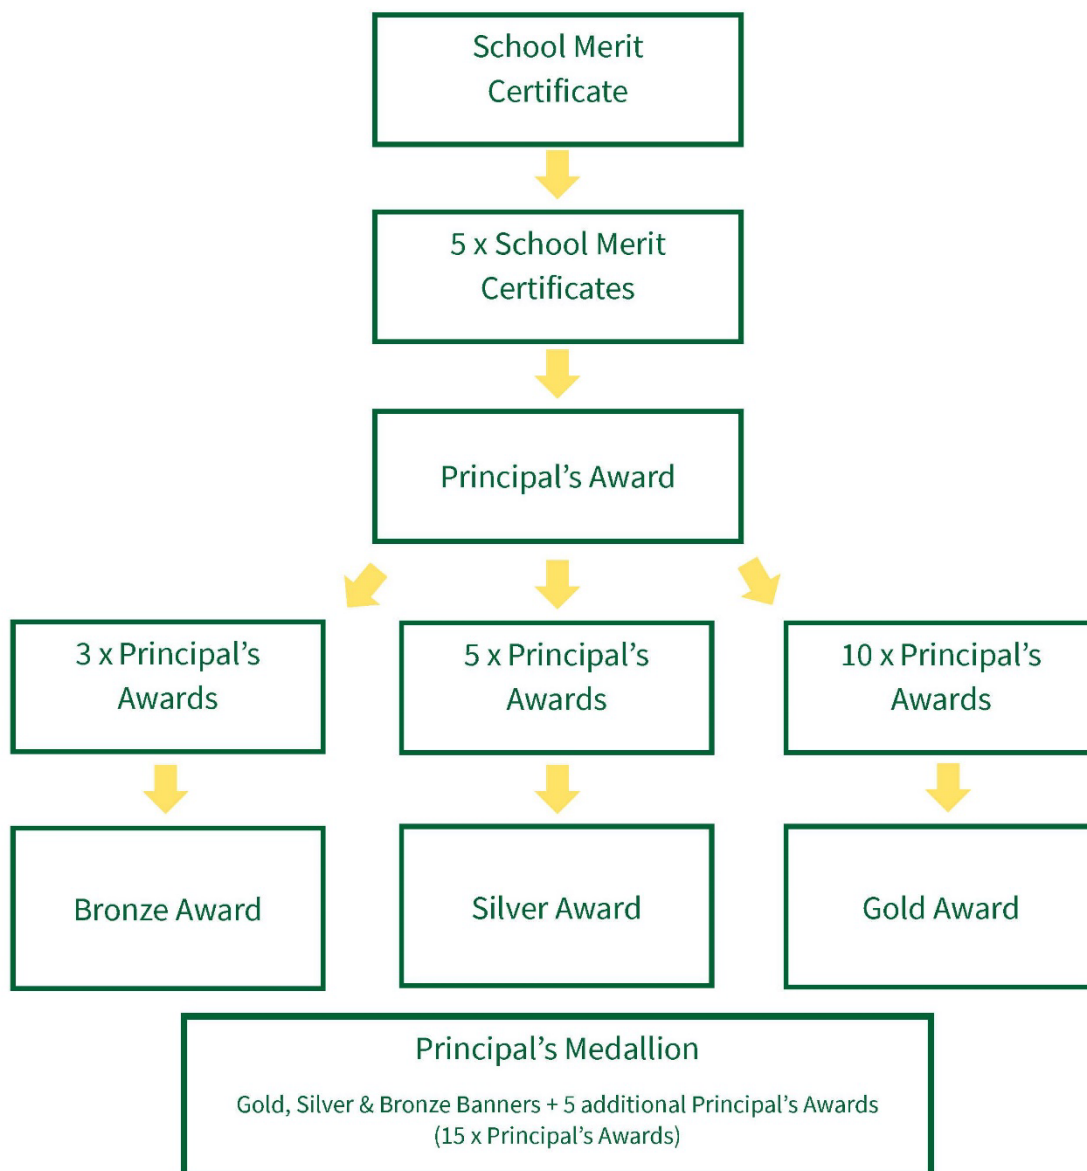 School Merit
Certificate
5 x School Merit
Certificates
Principal’s Award
3 x Principal’s
Awards
5 x Principal’s
Awards
10 x Principal’s
Awards
Bronze Award
Silver Award
Gold Award
Principal’s Medallion
Gold, Silver & Bronze Banners + 5 additional Principal’s Awards
(15 x Principal’s Awards)